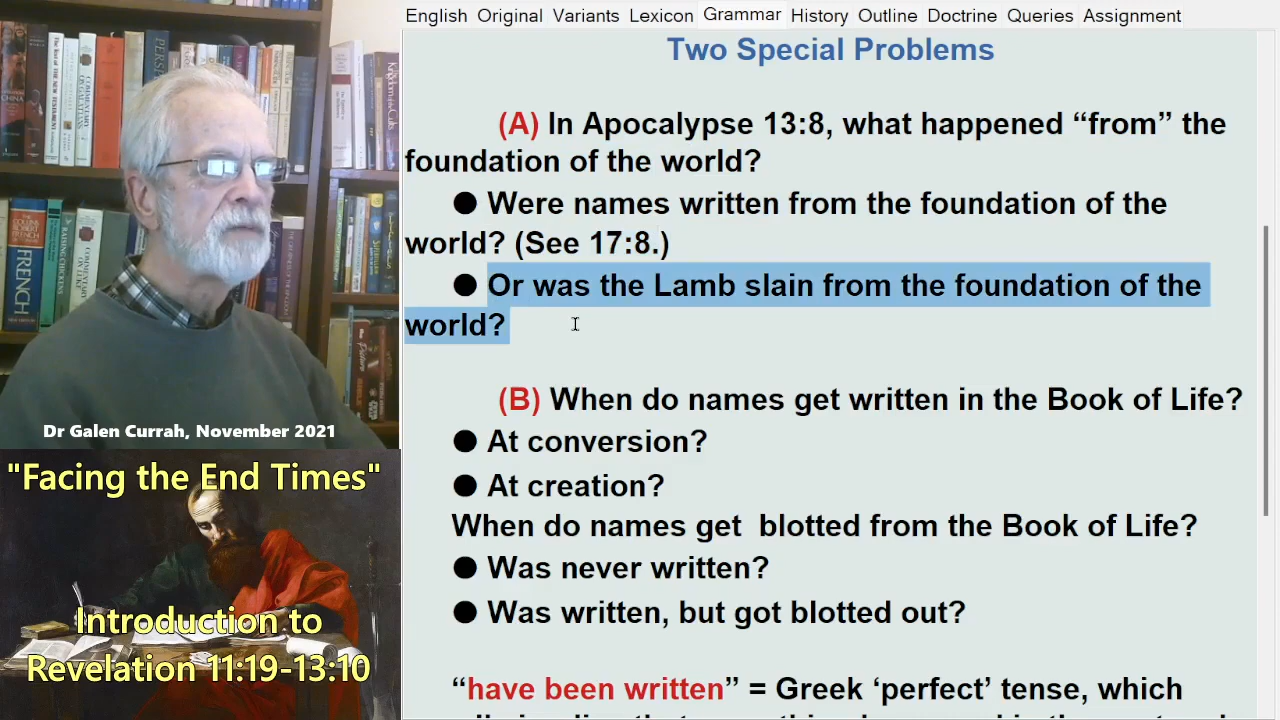 English Original Variants Lexicon Grammar History Outline Doctrine Queries Assignment
Two Special Problems
(A) In Apocalypse 13:8, what happened “from” the
foundation of the world?
● Were names written from the foundation of the
world? (See 17:8.)
● Or was the Lamb slain from the foundation of the
world?
(B) When do names get written in the Book of Life?
● At conversion?
● At creation?
When do names get blotted from the Book of Life?
● Was never written?
● Was written, but got blotted out?
“have been written” = Greek ‘perfect’ tense, which
Dr Galen Currah, November 2021
"Facing the End Times"
Introduction to
Revelation 11:19-13:10
FRENCH
RAISING CHICKENS